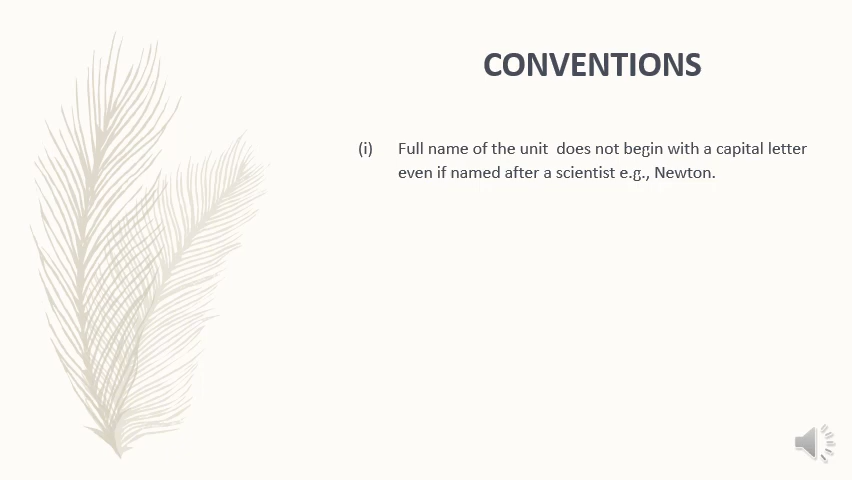 CONVENTIONS
(i) Full name of the unit does not begin with a capital letter
even if named after a scientist e.g., Newton.